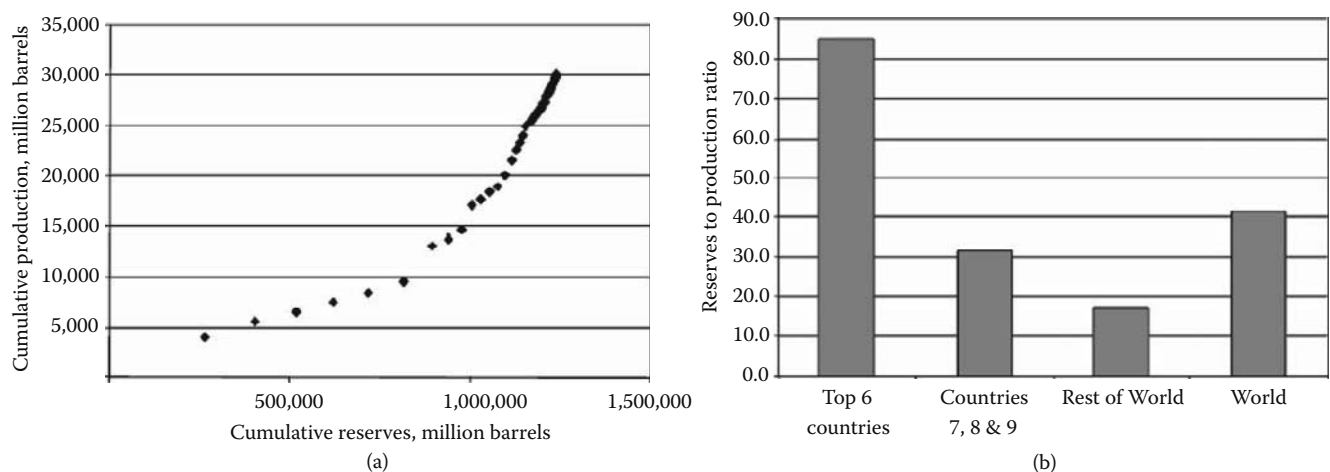 35,000
30,000
25,000
20,000
15,000
10,000
5,000
Cumulative production, million barrels
500,000
1,000,000
1,500,000
Cumulative reserves, million barrels
(a)
90.0
80.0
70.0
60.0
50.0
40.0
30.0
20.0
10.0
0.0
Reserves to production ratio
Top 6
countries
Countries
7, 8 & 9
Rest of World
World
(b)